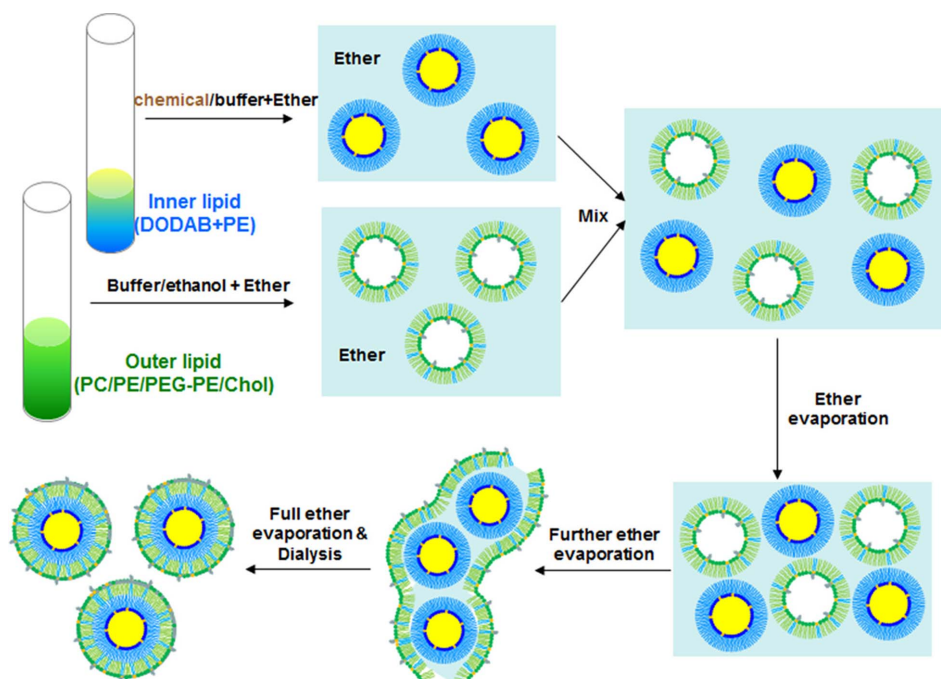 chemical/buffer+Ether
Inner lipid
(DODAB+PE)
Buffer/ethanol + Ether
Outer lipid
(PC/PE/PEG-PE/Chol)
Ether
Ether
Mix
Ether
evaporation
Further ether
evaporation
Full ether
evaporation &
Dialysis